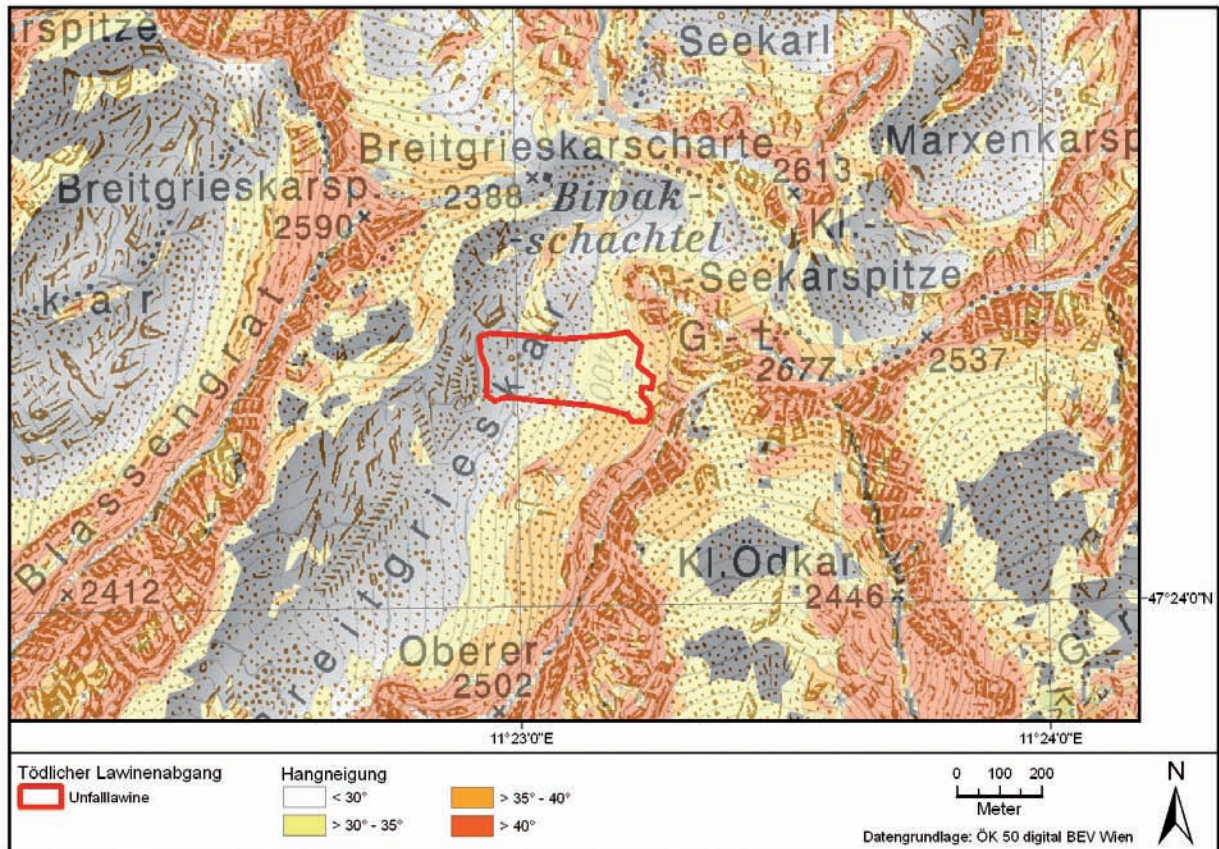 rspitze
Seekarl
Breitgrieskarscharte
Marxenkarsp
2613
Breitgrieskarsp.
2388
Biwak-
-schachtel
2590
Kl.
-Seekarspitze
kar
G.-L.
2677
2537
400
Breitgrieskar
Blassengrat
2412
Kl.Ödkar
2446
47°24'0"N
Oberer
2502
11°23'0"E
11°24'0"E
Tödlicher Lawinenabgang
Unfalllawine
Hangneigung
< 30°
> 30° - 35°
> 35° - 40°
> 40°
0 100 200
Meter
N
Datengrundlage: ÖK 50 digital BEV Wien